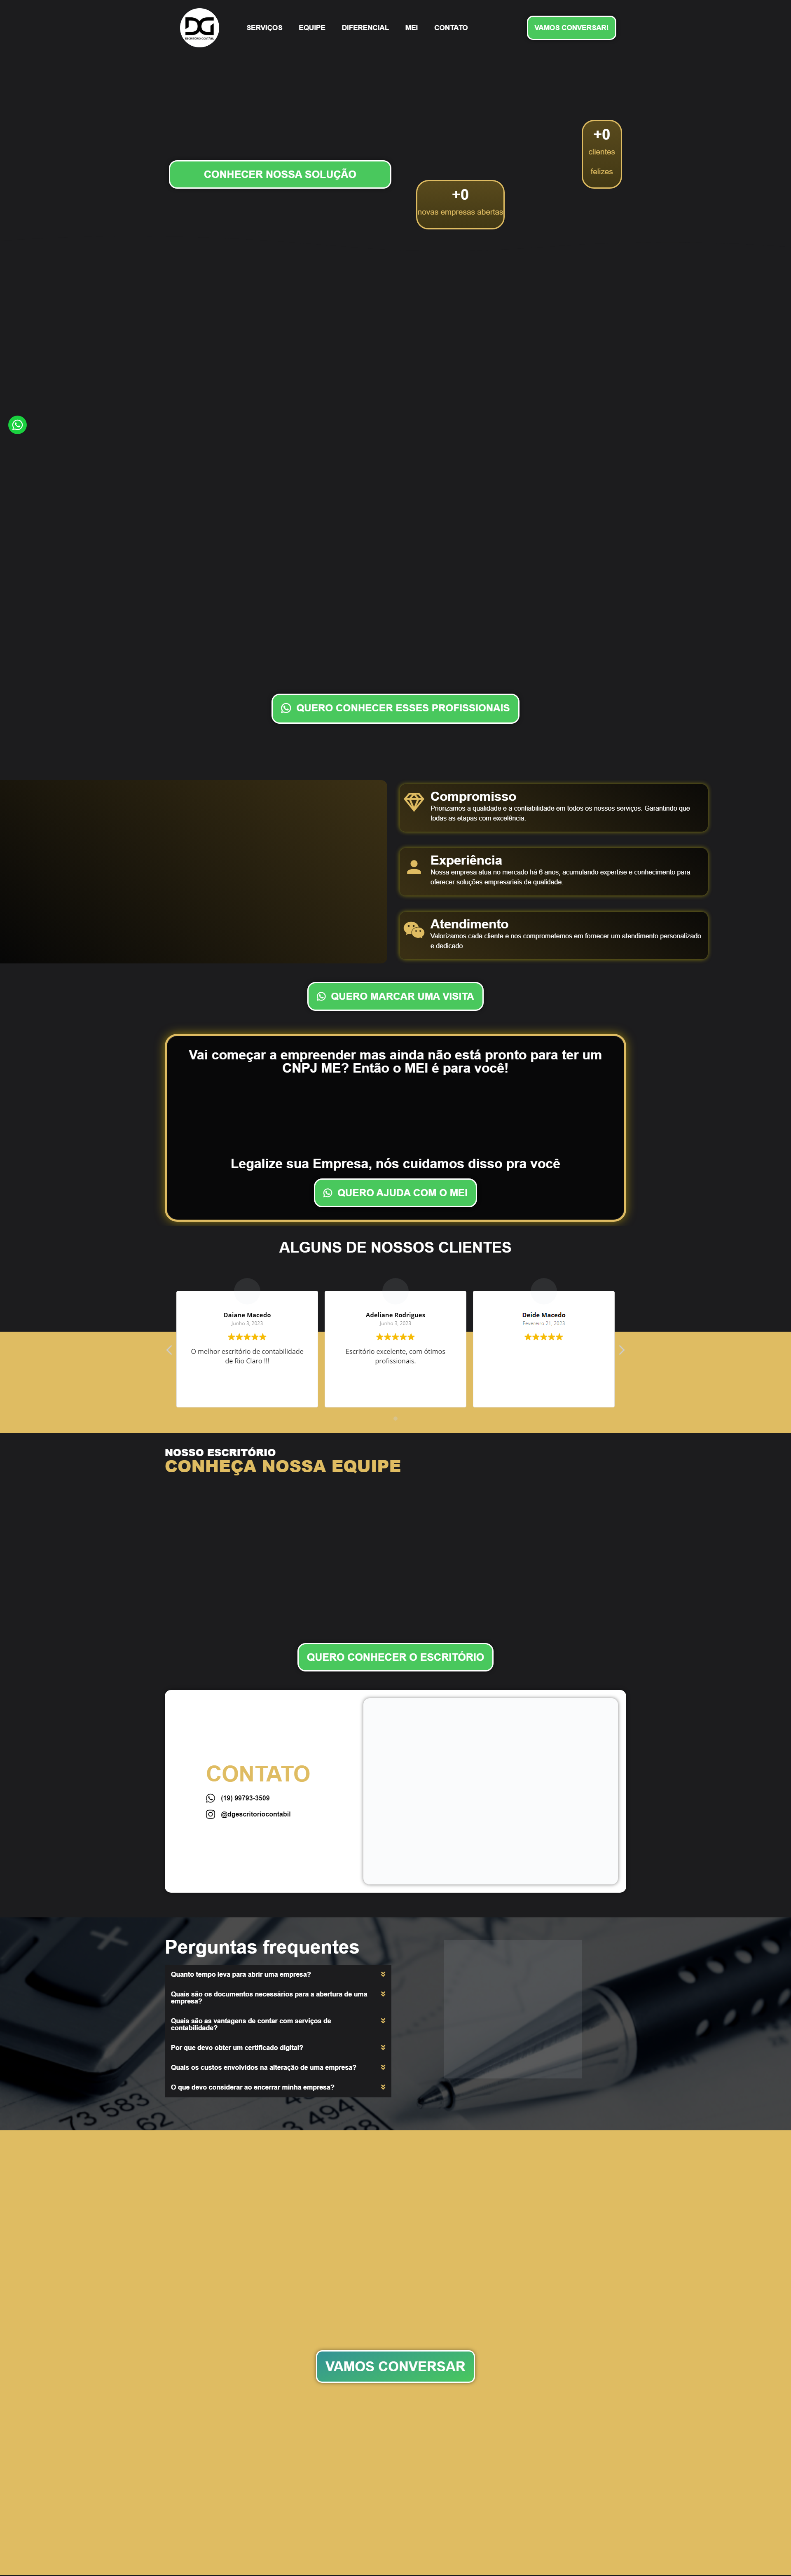 DG
ESCRITÓRIO CONTÁBIL
SERVIÇOS
EQUIPE
DIFERENCIAL
MEI
CONTATO
VAMOS CONVERSAR!
+0
clientes
felizes
CONHECER NOSSA SOLUÇÃO
+0
novas empresas abertas
QUERO CONHECER ESSES PROFISSIONAIS
Compromisso
Priorizamos a qualidade e a confiabilidade em todos os nossos serviços. Garantindo que
todas as etapas com excelência.
Experiência
Nossa empresa atua no mercado há 6 anos, acumulando expertise e conhecimento para
oferecer soluções empresariais de qualidade.
Atendimento
Valorizamos cada cliente e nos comprometemos em fornecer um atendimento personalizado
e dedicado.
QUERO MARCAR UMA VISITA
Vai começar a empreender mas ainda não está pronto para ter um
CNPJ ME? Então o MEI é para você!
Legalize sua Empresa, nós cuidamos disso pra você
QUERO AJUDA COM O MEI
ALGUNS DE NOSSOS CLIENTES
Daiane Macedo
Junho 3, 2023
O melhor escritório de contabilidade
de Rio Claro !!!
Adeliane Rodrigues
Junho 3, 2023
Escritório excelente, com ótimos
profissionais.
Deide Macedo
Fevereiro 21, 2023
NOSSO ESCRITÓRIO
CONHEÇA NOSSA EQUIPE
QUERO CONHECER O ESCRITÓRIO
CONTATO
(19) 99793-3509
@dgescritoriocontabil
Perguntas frequentes
Quanto tempo leva para abrir uma empresa?
Quais são os documentos necessários para a abertura de uma
empresa?
Quais são as vantagens de contar com serviços de
contabilidade?
Por que devo obter um certificado digital?
Quais os custos envolvidos na alteração de uma empresa?
O que devo considerar ao encerrar minha empresa?
73 583
62
3 494
38
VAMOS CONVERSAR